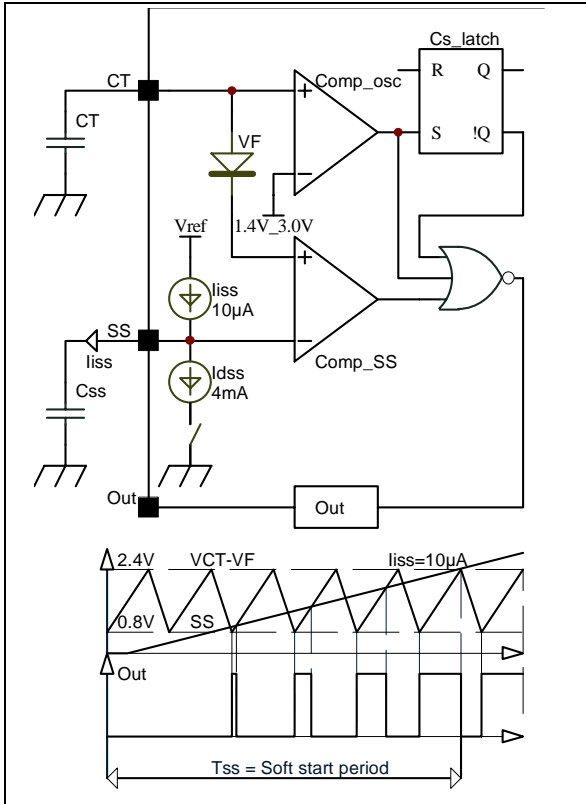 Cs_latch
CT
Comp_osc
R Q
CT
VF
S !Q
Vref
1.4V_3.0V
Iiss
10µA
SS
Iiss
Comp_SS
Idss
4mA
Css
Out
Out
2.4V VCT-VF Iiss=10µA
0.8V SS
Out
Tss = Soft start period